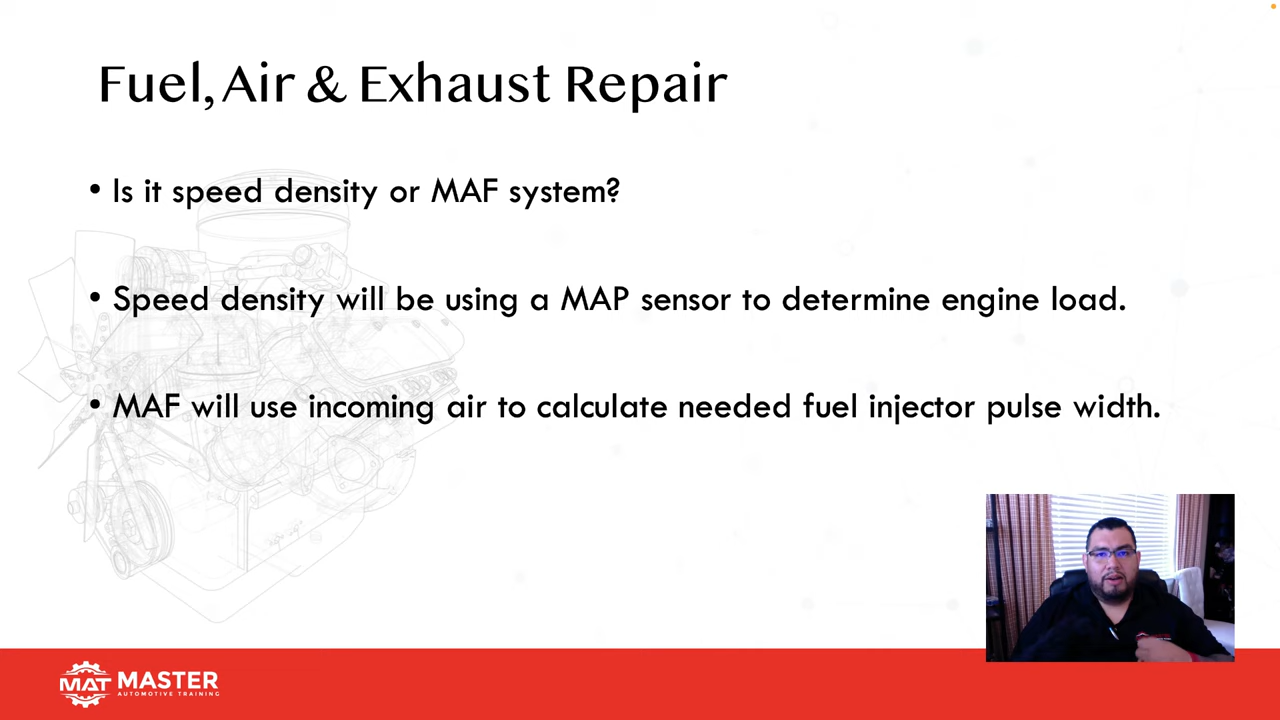 Fuel, Air & Exhaust Repair
• Is it speed density or MAF system?
• Speed density will be using a MAP sensor to determine engine load.
• MAF will use incoming air to calculate needed fuel injector pulse width.
MAT MASTER
AUTOMOTIVE TRAINING